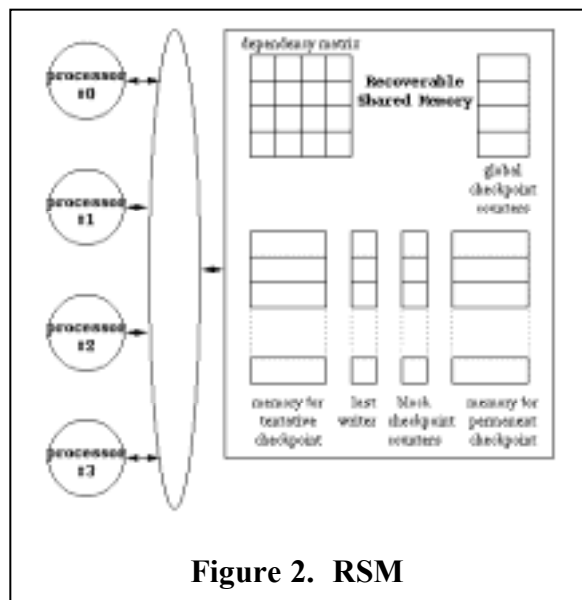 processor
#0
processor
#1
processor
#2
processor
#3
dependency matrix
Recoverable
Shared Memory
global
checkpoint
counters
memory for
tentative
checkpoint
last
writer
block
checkpoint
counters
memory for
permanent
checkpoint
Figure 2. RSM